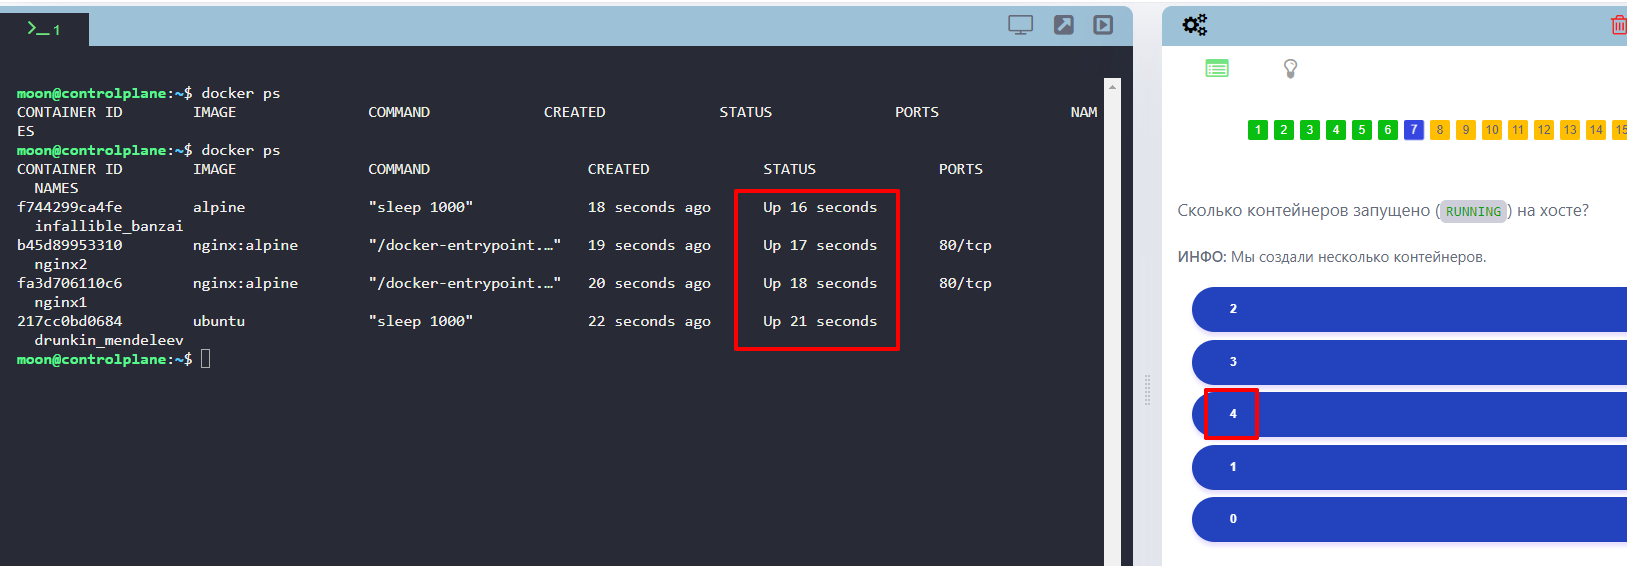 1
moon@controlplane:~$ docker ps
CONTAINER ID IMAGE COMMAND CREATED STATUS PORTS NAM
ES
moon@controlplane:~$ docker ps
CONTAINER ID IMAGE COMMAND CREATED STATUS PORTS
NAMES
f744299ca4fe alpine "sleep 1000" 18 seconds ago Up 16 seconds
infallible_banzai
b45d89953310 nginx:alpine "/docker-entrypoint.…" 19 seconds ago Up 17 seconds 80/tcp
nginx2
fa3d706110c6 nginx:alpine "/docker-entrypoint.…" 20 seconds ago Up 18 seconds 80/tcp
nginx1
217cc0bd0684 ubuntu "sleep 1000" 22 seconds ago Up 21 seconds
drunkin_mendeleev
moon@controlplane:~$
1 2 3 4 5 6 7 8 9 10 11 12 13 14 15
Сколько контейнеров запущено (RUNNING) на хосте?
ИНФО: Мы создали несколько контейнеров.
2
3
4
1
0